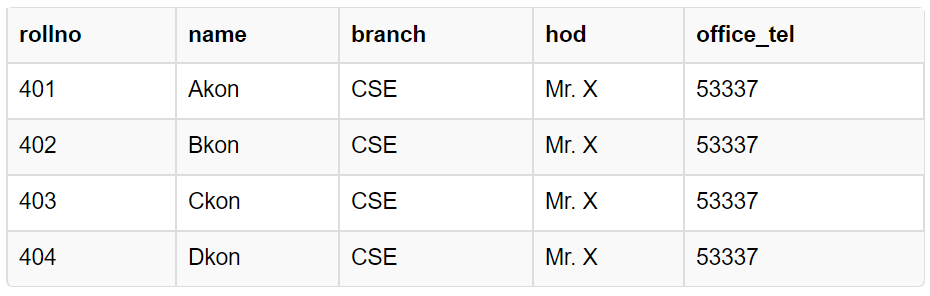 rollno name branch hod office_tel
401 Akon CSE Mr. X 53337
402 Bkon CSE Mr. X 53337
403 Ckon CSE Mr. X 53337
404 Dkon CSE Mr. X 53337